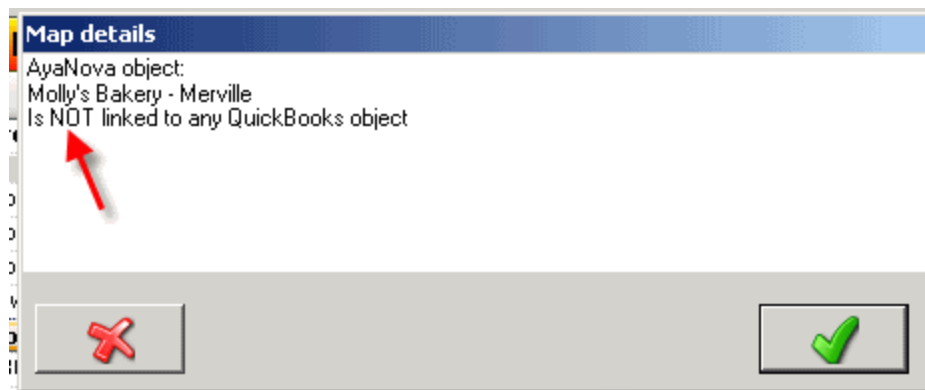 Map details
AyaNova object:
Molly's Bakery - Merville
Is NOT linked to any QuickBooks object